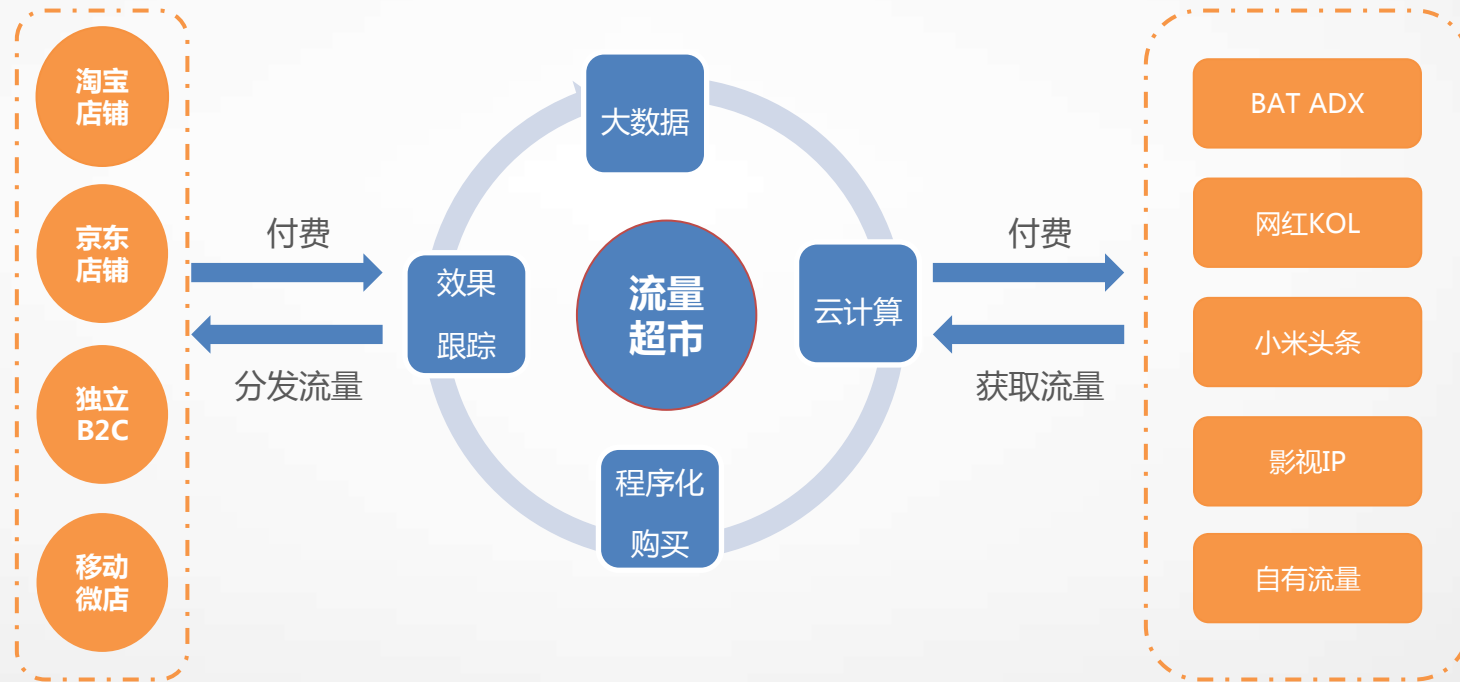 淘宝
店铺
京东
店铺
独立
B2C
移动
微店
付费
分发流量
大数据
效果
跟踪
流量
超市
云计算
程序化
购买
付费
获取流量
BAT ADX
网红KOL
小米头条
影视IP
自有流量